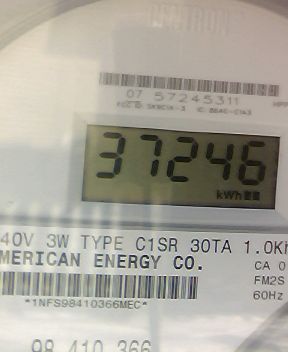 07 57245311
37246
kWh
40V 3W TYPE C1SR 30TA 1.0Kh
MERICAN ENERGY CO.
CA 0
FM2S
60Hz
*1NFS98410366MEC*
98 410 366